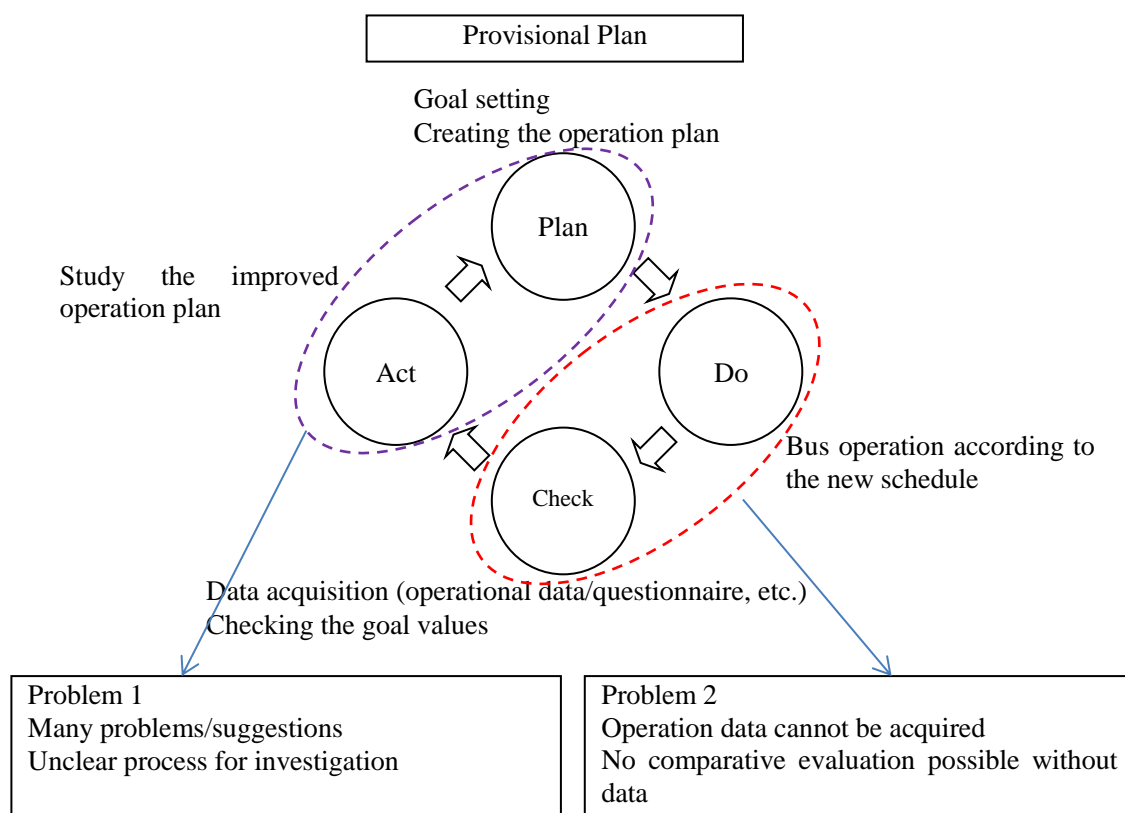 Provisional Plan
Goal setting
Creating the operation plan
Plan
Study the improved
operation plan
Act
Do
Bus operation according to
the new schedule
Check
Data acquisition (operational data/questionnaire, etc.)
Checking the goal values
Problem 1
Many problems/suggestions
Unclear process for investigation
Problem 2
Operation data cannot be acquired
No comparative evaluation possible without
data